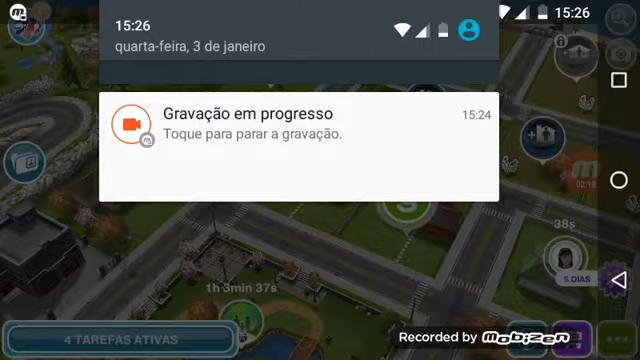 15:26
quarta-feira, 3 de janeiro
15:26
Gravação em progresso
15:24
Toque para parar a gravação.
02:18
38s
5 DIAS
1h 3min 37s
4 TAREFAS ATIVAS
Recorded by Mobizen